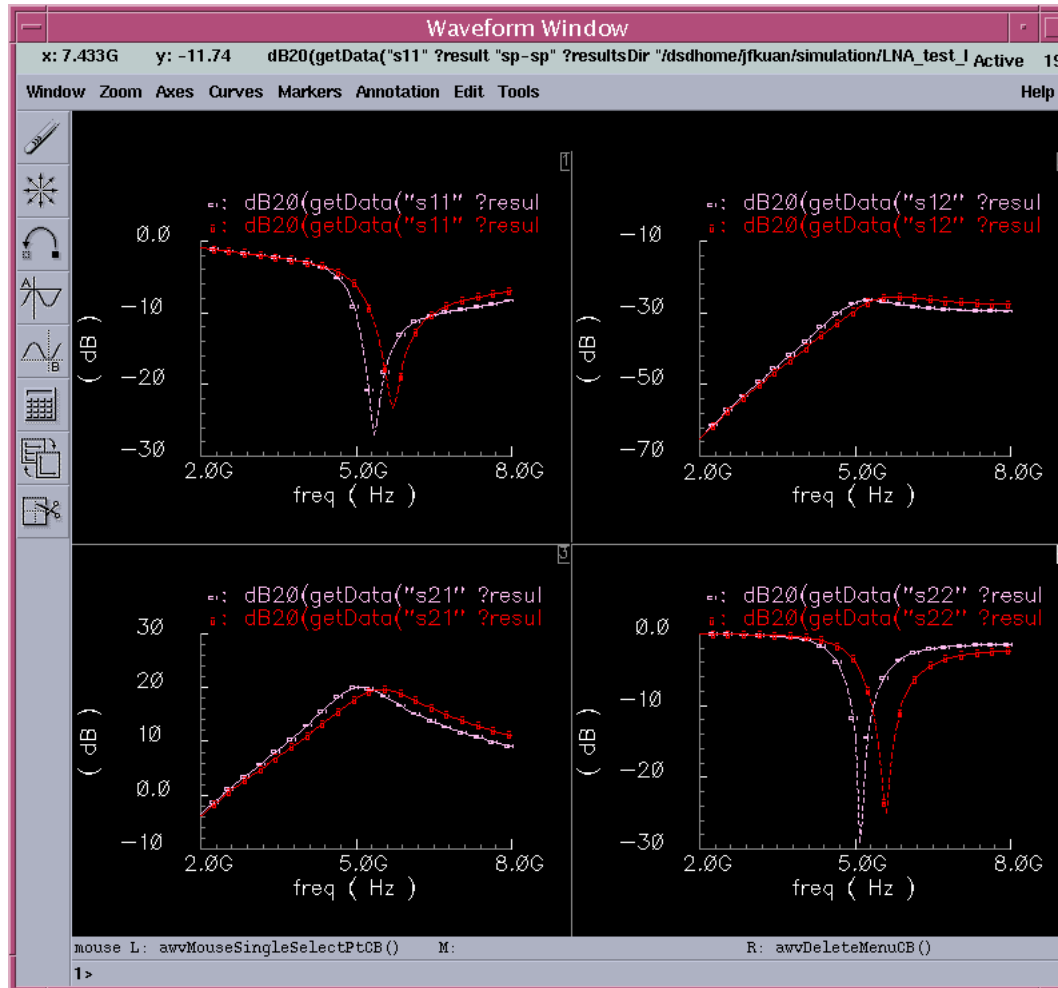 Waveform Window
x: 7.433G y: -11.74 dB20(getData("s11" ?result "sp-sp" ?resultsDir "/dsdhome/jfkuan/simulation/LNA_test_l Active 19
Window Zoom Axes Curves Markers Annotation Edit Tools Help
A
B
1
: dB20(getData("s11" ?resul
: dB20(getData("s11" ?resul
0.0
-10
-20
-30
( dB )
2.0G 5.0G 8.0G
freq ( Hz )
: dB20(getData("s12" ?resul
: dB20(getData("s12" ?resul
-10
-30
-50
-70
( dB )
2.0G 5.0G 8.0G
freq ( Hz )
3
: dB20(getData("s21" ?resul
: dB20(getData("s21" ?resul
30
20
10
0.0
-10
( dB )
2.0G 5.0G 8.0G
freq ( Hz )
: dB20(getData("s22" ?resul
: dB20(getData("s22" ?resul
0.0
-10
-20
-30
( dB )
2.0G 5.0G 8.0G
freq ( Hz )
mouse L: awvMouseSingleSelectPtCB() M: R: awvDeleteMenuCB()
1>